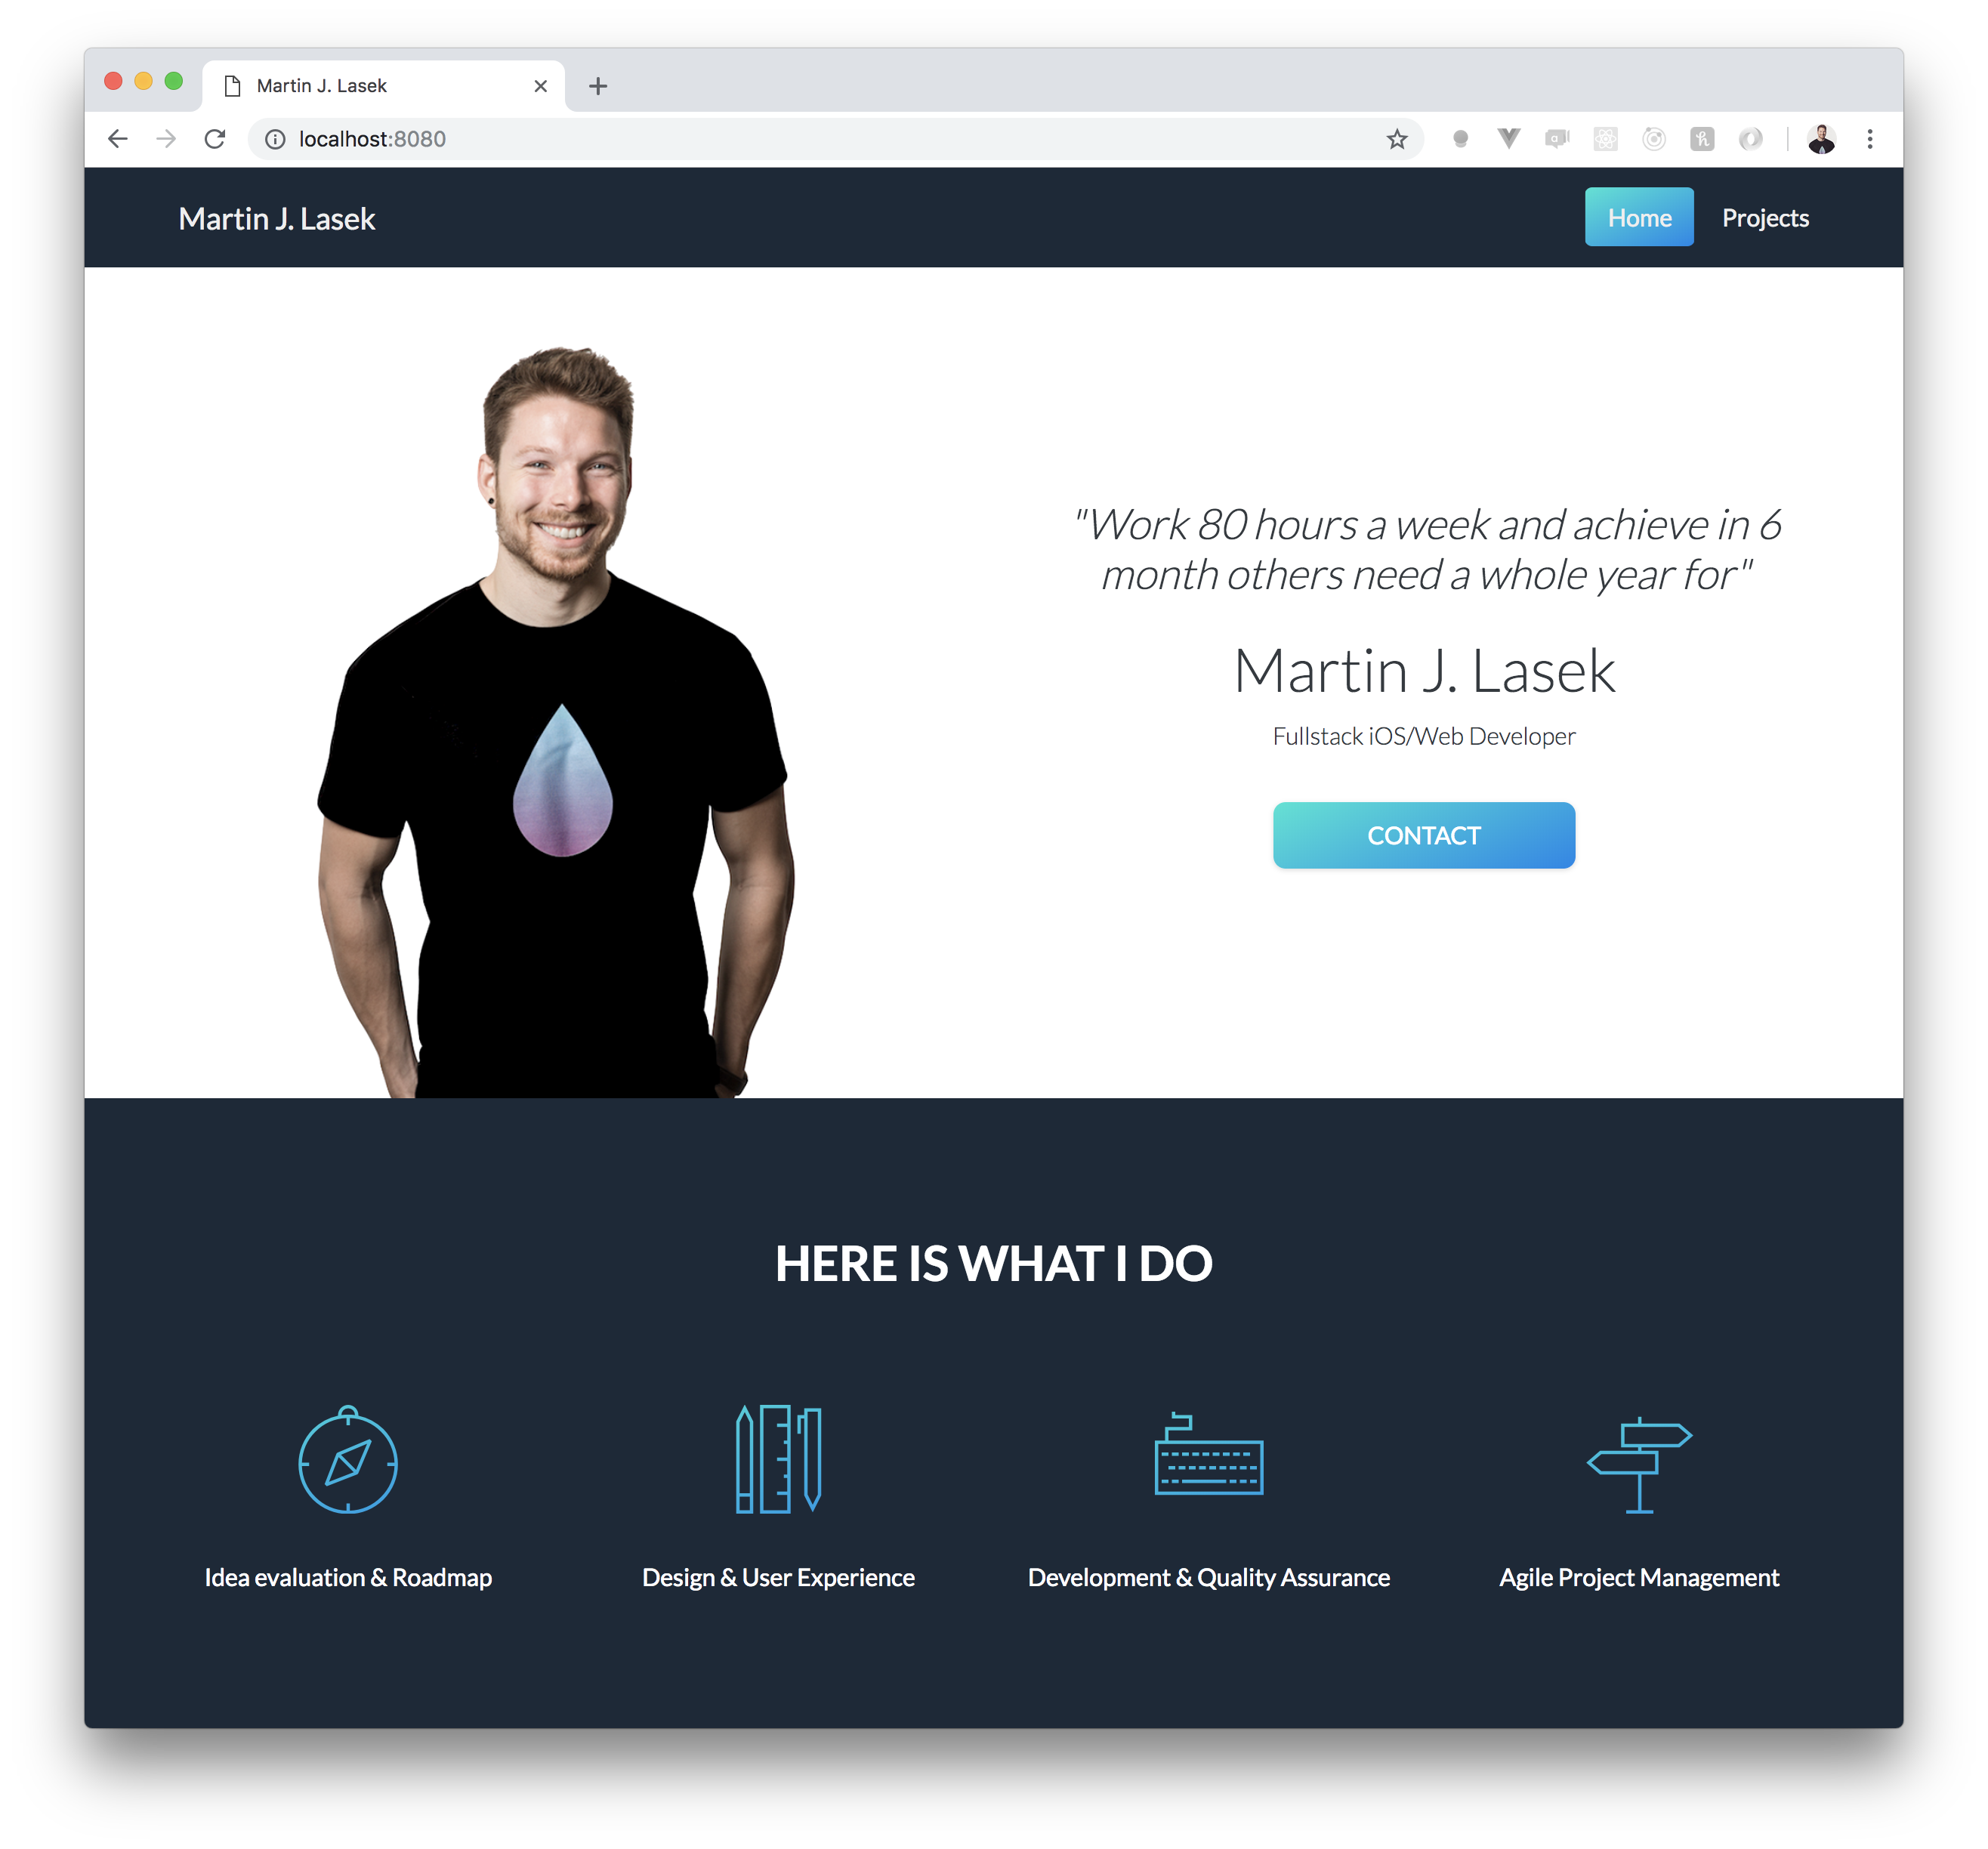 Martin J. Lasek
localhost:8080
Martin J. Lasek
Home
Projects
"Work 80 hours a week and achieve in 6
month others need a whole year for"
Martin J. Lasek
Fullstack iOS/Web Developer
CONTACT
HERE IS WHAT I DO
Idea evaluation & Roadmap
Design & User Experience
Development & Quality Assurance
Agile Project Management